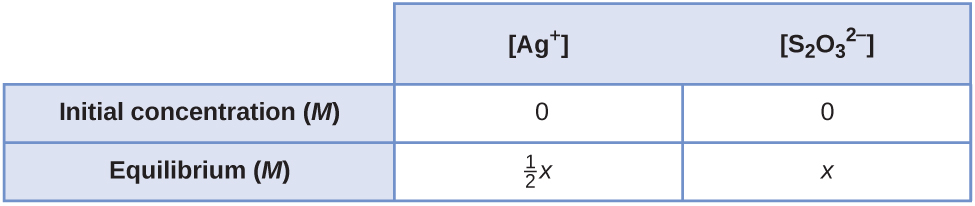 [Ag⁺] [S₂O₃²⁻]
Initial concentration (M) 0 0
Equilibrium (M) ½x x